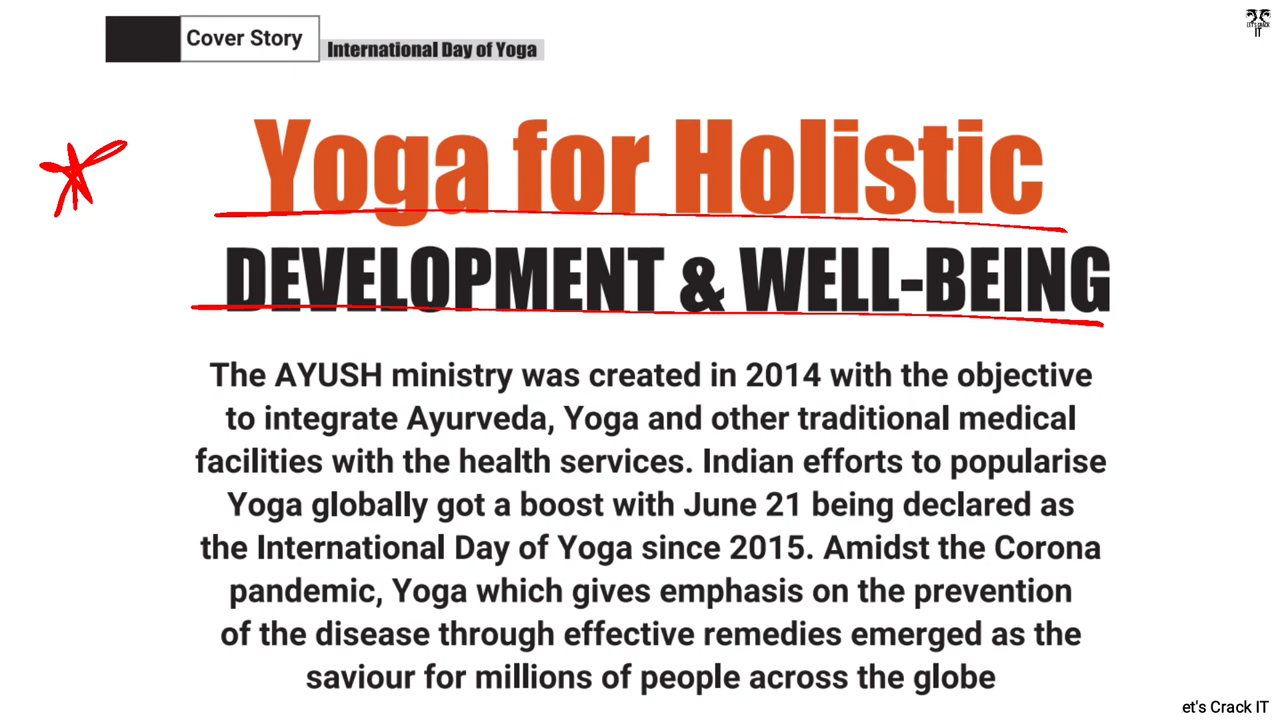 Cover Story
International Day of Yoga
LET'S CRACK
IT
Yoga for Holistic
DEVELOPMENT & WELL-BEING
The AYUSH ministry was created in 2014 with the objective
to integrate Ayurveda, Yoga and other traditional medical
facilities with the health services. Indian efforts to popularise
Yoga globally got a boost with June 21 being declared as
the International Day of Yoga since 2015. Amidst the Corona
pandemic, Yoga which gives emphasis on the prevention
of the disease through effective remedies emerged as the
saviour for millions of people across the globe
et's Crack IT